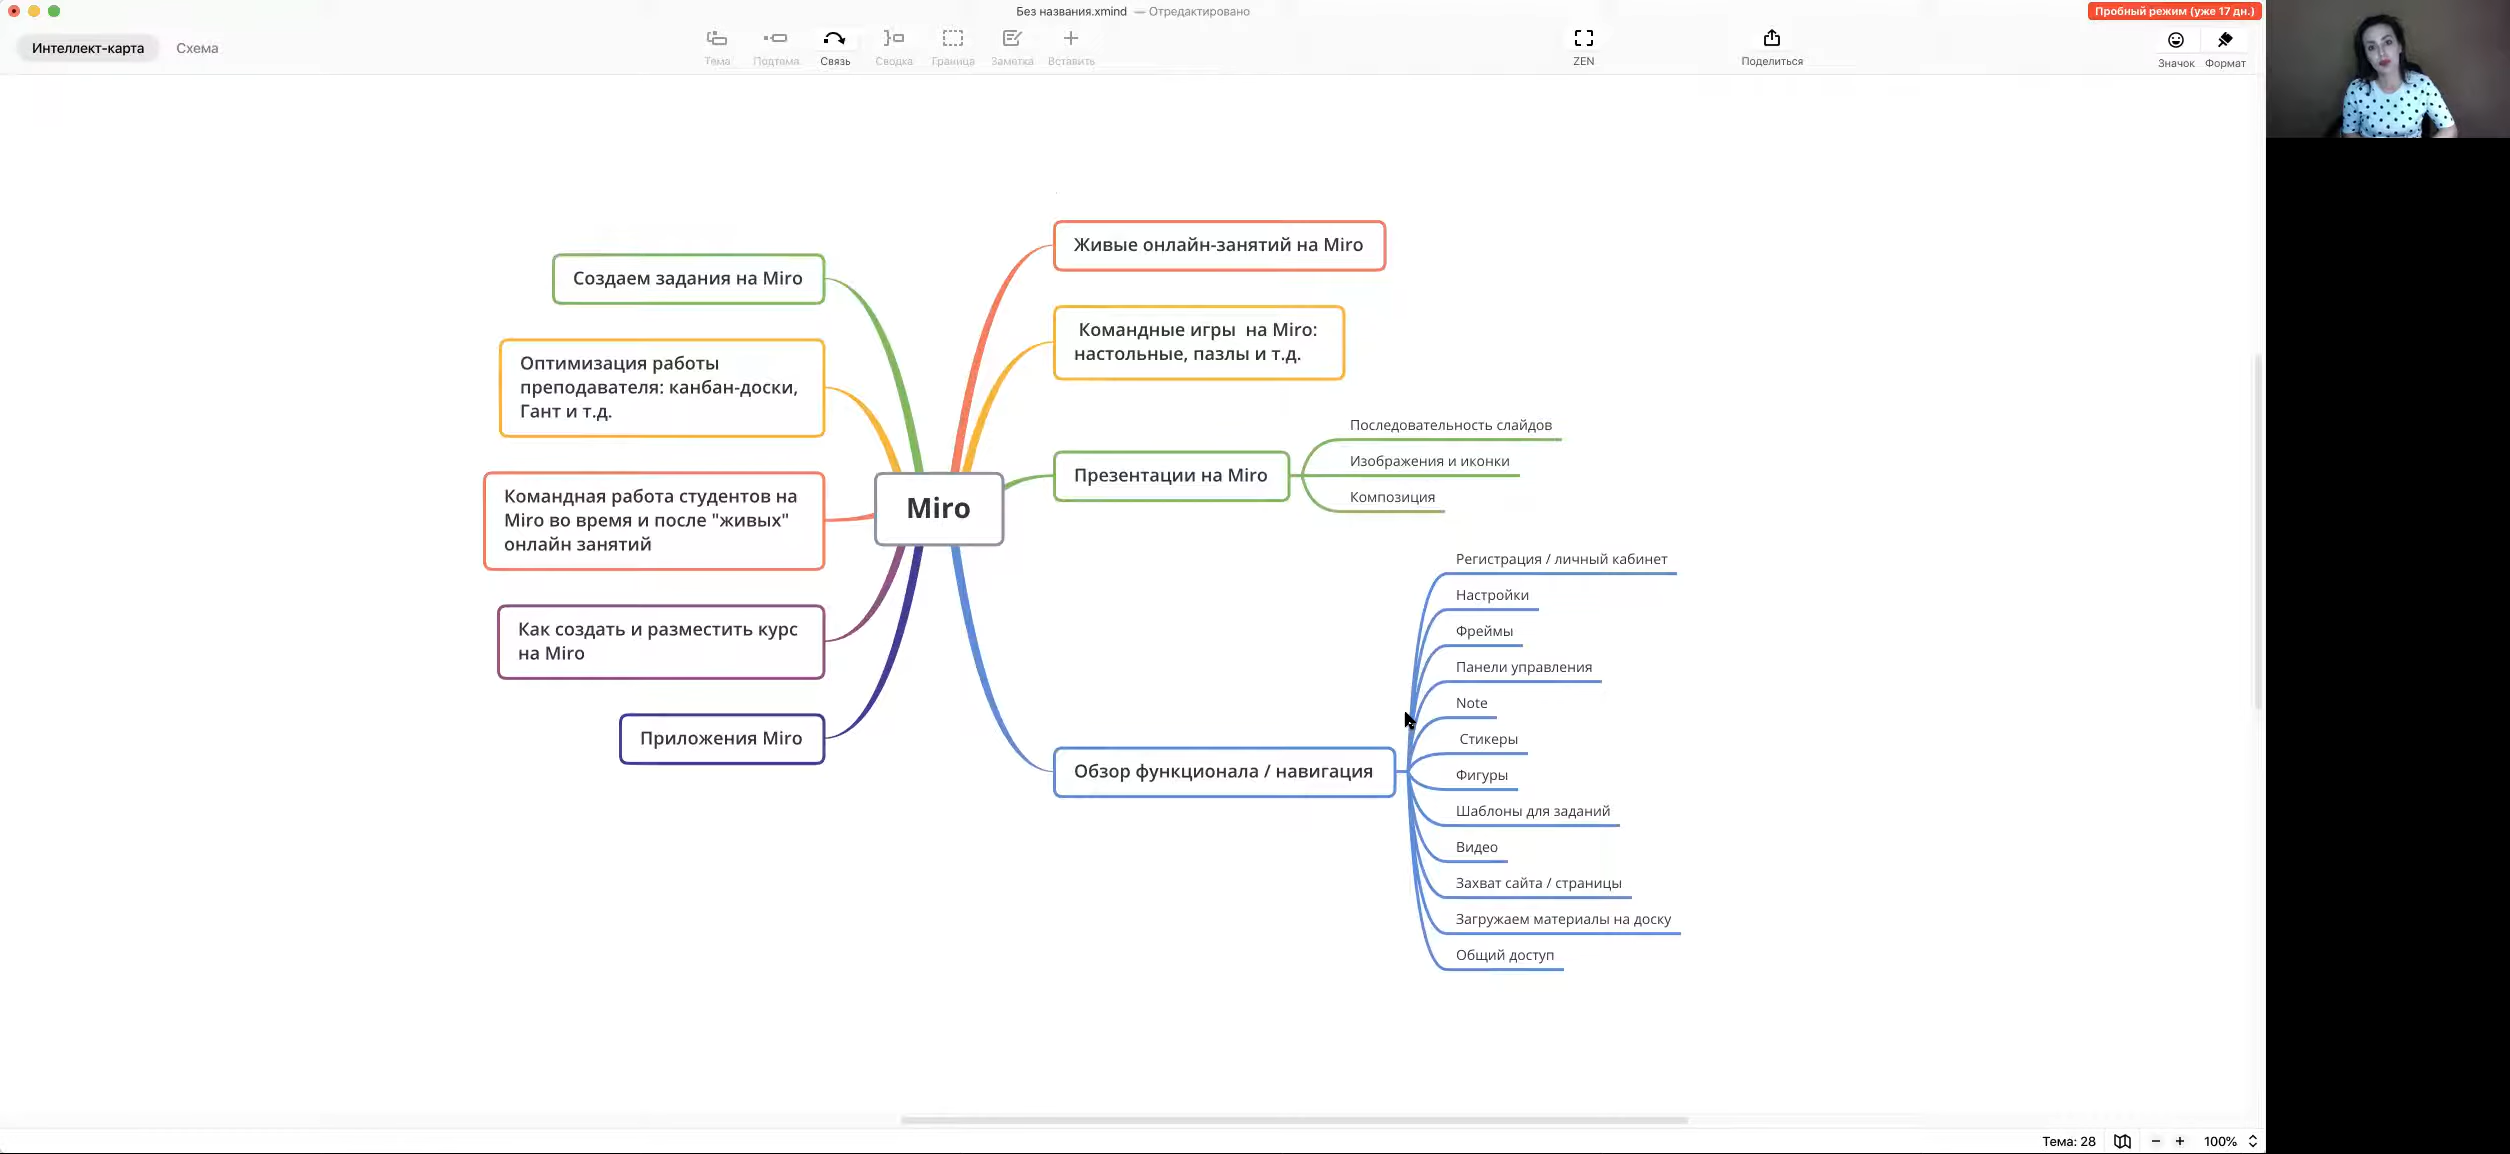 Без названия.xmind — Отредактировано
Пробный режим (уже 17 дн.)
Интеллект-карта
Схема
Тема
Подтема
Связь
Сводка
Граница
Заметка
Вставить
ZEN
Поделиться
Значок
Формат
Создаем задания на Miro
Оптимизация работы
преподавателя: канбан-доски,
Гант и т.д.
Командная работа студентов на
Miro во время и после "живых"
онлайн занятий
Как создать и разместить курс
на Miro
Приложения Miro
Miro
Живые онлайн-занятий на Miro
Командные игры  на Miro:
настольные, пазлы и т.д.
Презентации на Miro
Последовательность слайдов
Изображения и иконки
Композиция
Обзор функционала / навигация
Регистрация / личный кабинет
Настройки
Фреймы
Панели управления
Note
Стикеры
Фигуры
Шаблоны для заданий
Видео
Захват сайта / страницы
Загружаем материалы на доску
Общий доступ
Тема: 28
100%